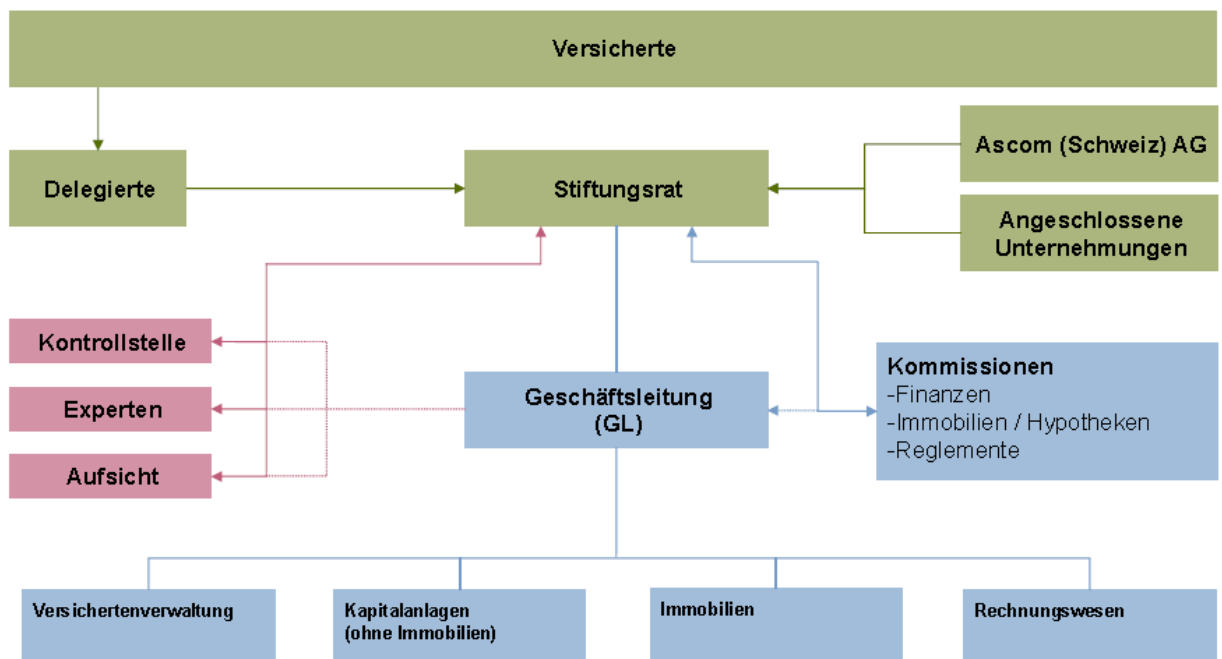 Versicherte
Ascom (Schweiz) AG
Delegierte
Stiftungsrat
Angeschlossene
Unternehmungen
Kontrollstelle
Experten
Aufsicht
Geschäftsleitung
(GL)
Kommissionen
-Finanzen
-Immobilien / Hypotheken
-Reglemente
Versichertenverwaltung
Kapitalanlagen
(ohne Immobilien)
Immobilien
Rechnungswesen